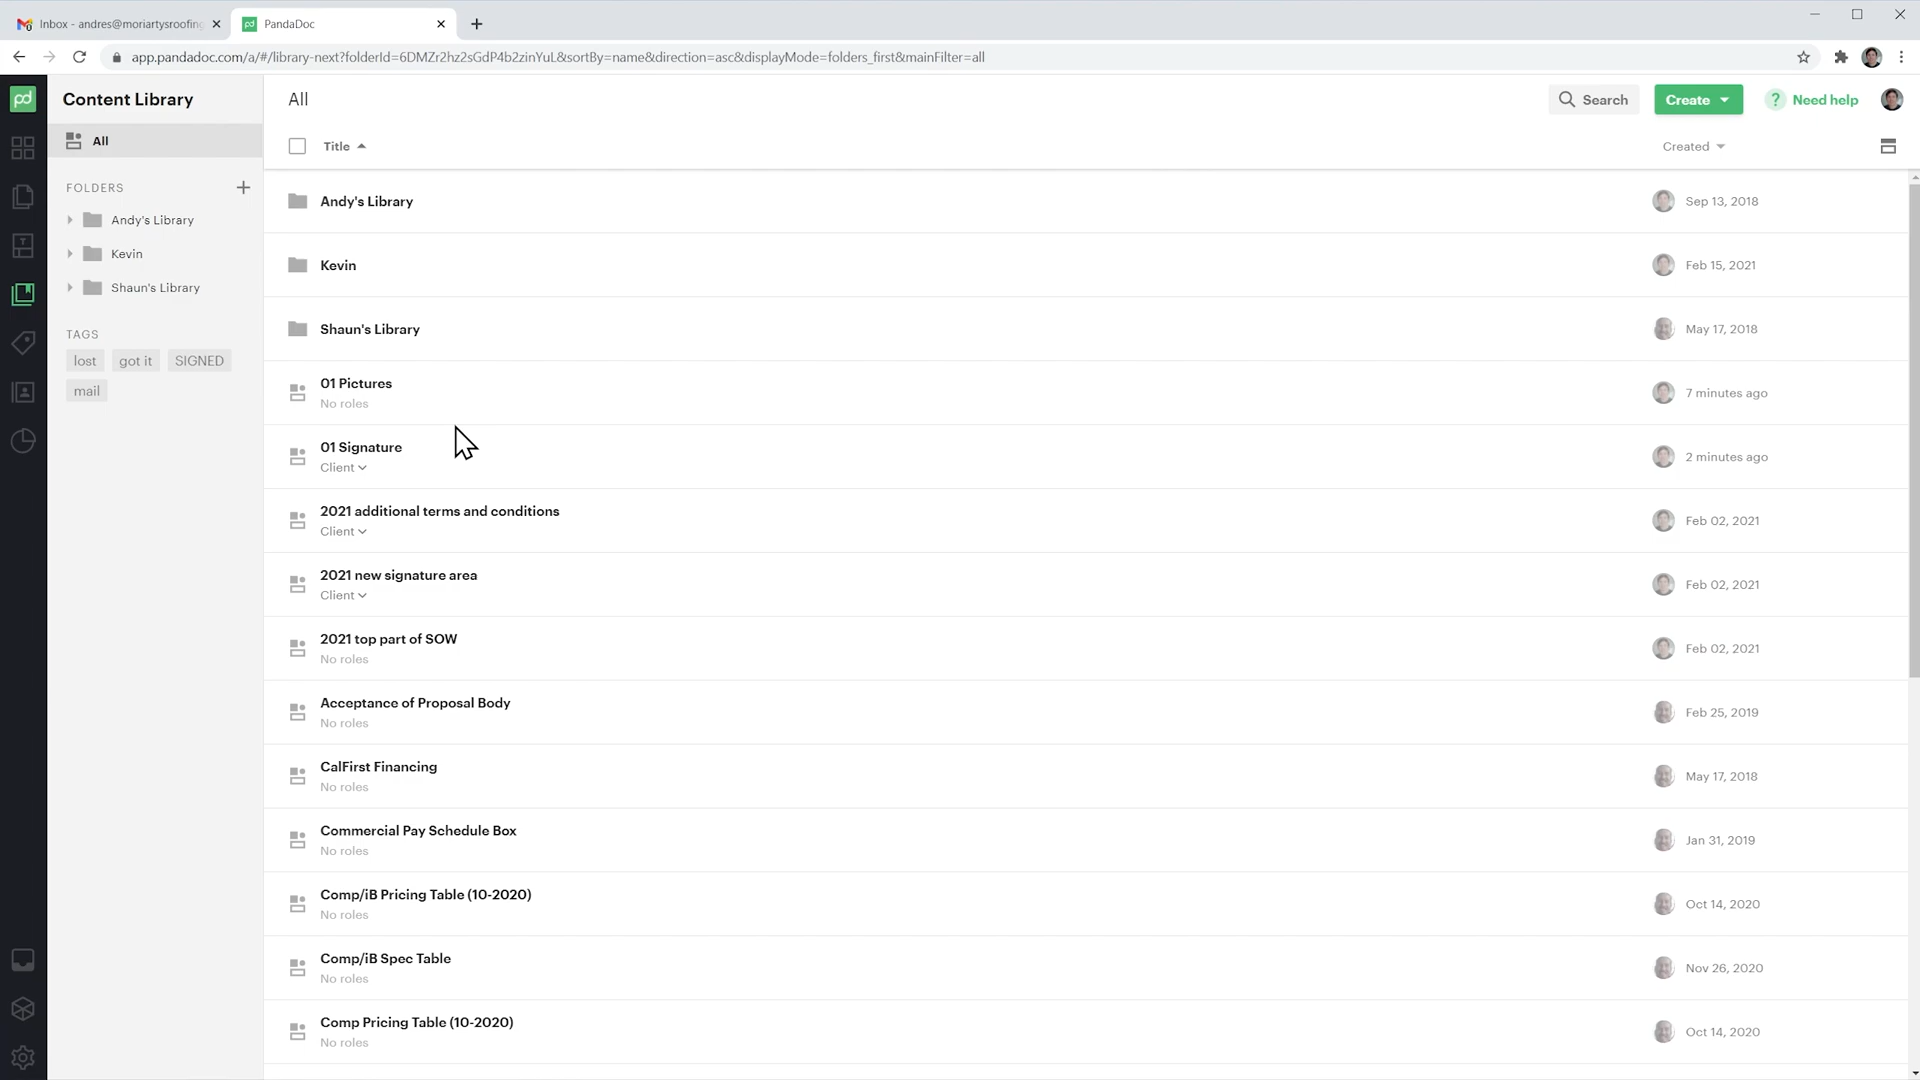 Inbox - andres@moriartysroofing
PandaDoc
app.pandadoc.com/a/#/library-next?folderId=6DMZr2hz2sGdP4b2zinYuL&sortBy=name&direction=asc&displayMode=folders_first&mainFilter=all
pd
Content Library
All
Search
Create
? Need help
All
Title
Created
FOLDERS
Andy's Library
Kevin
Shaun's Library
TAGS
lost
got it
SIGNED
mail
Andy's Library
Sep 13, 2018
Kevin
Feb 15, 2021
Shaun's Library
May 17, 2018
01 Pictures
No roles
7 minutes ago
01 Signature
Client
2 minutes ago
2021 additional terms and conditions
Client
Feb 02, 2021
2021 new signature area
Client
Feb 02, 2021
2021 top part of SOW
No roles
Feb 02, 2021
Acceptance of Proposal Body
No roles
Feb 25, 2019
CalFirst Financing
No roles
May 17, 2018
Commercial Pay Schedule Box
No roles
Jan 31, 2019
Comp/iB Pricing Table (10-2020)
No roles
Oct 14, 2020
Comp/iB Spec Table
No roles
Nov 26, 2020
Comp Pricing Table (10-2020)
No roles
Oct 14, 2020